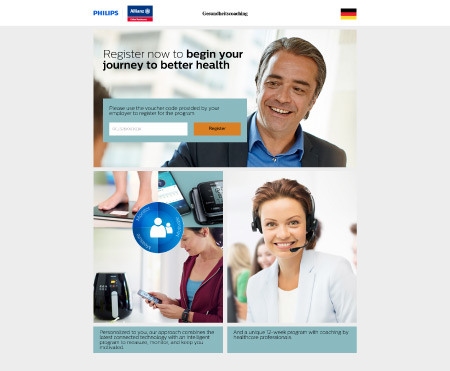 PHILIPS
Allianz
Gesundheitscoaching
Register now to begin your
journey to better health
Please use the voucher code provided by your
employer to register for the program
Register
Personalized to you, our approach combines the
latest connected technology with an intelligent
program to measure, monitor, and keep you
motivated
And a unique 12-week program with coaching by
healthcare professionals